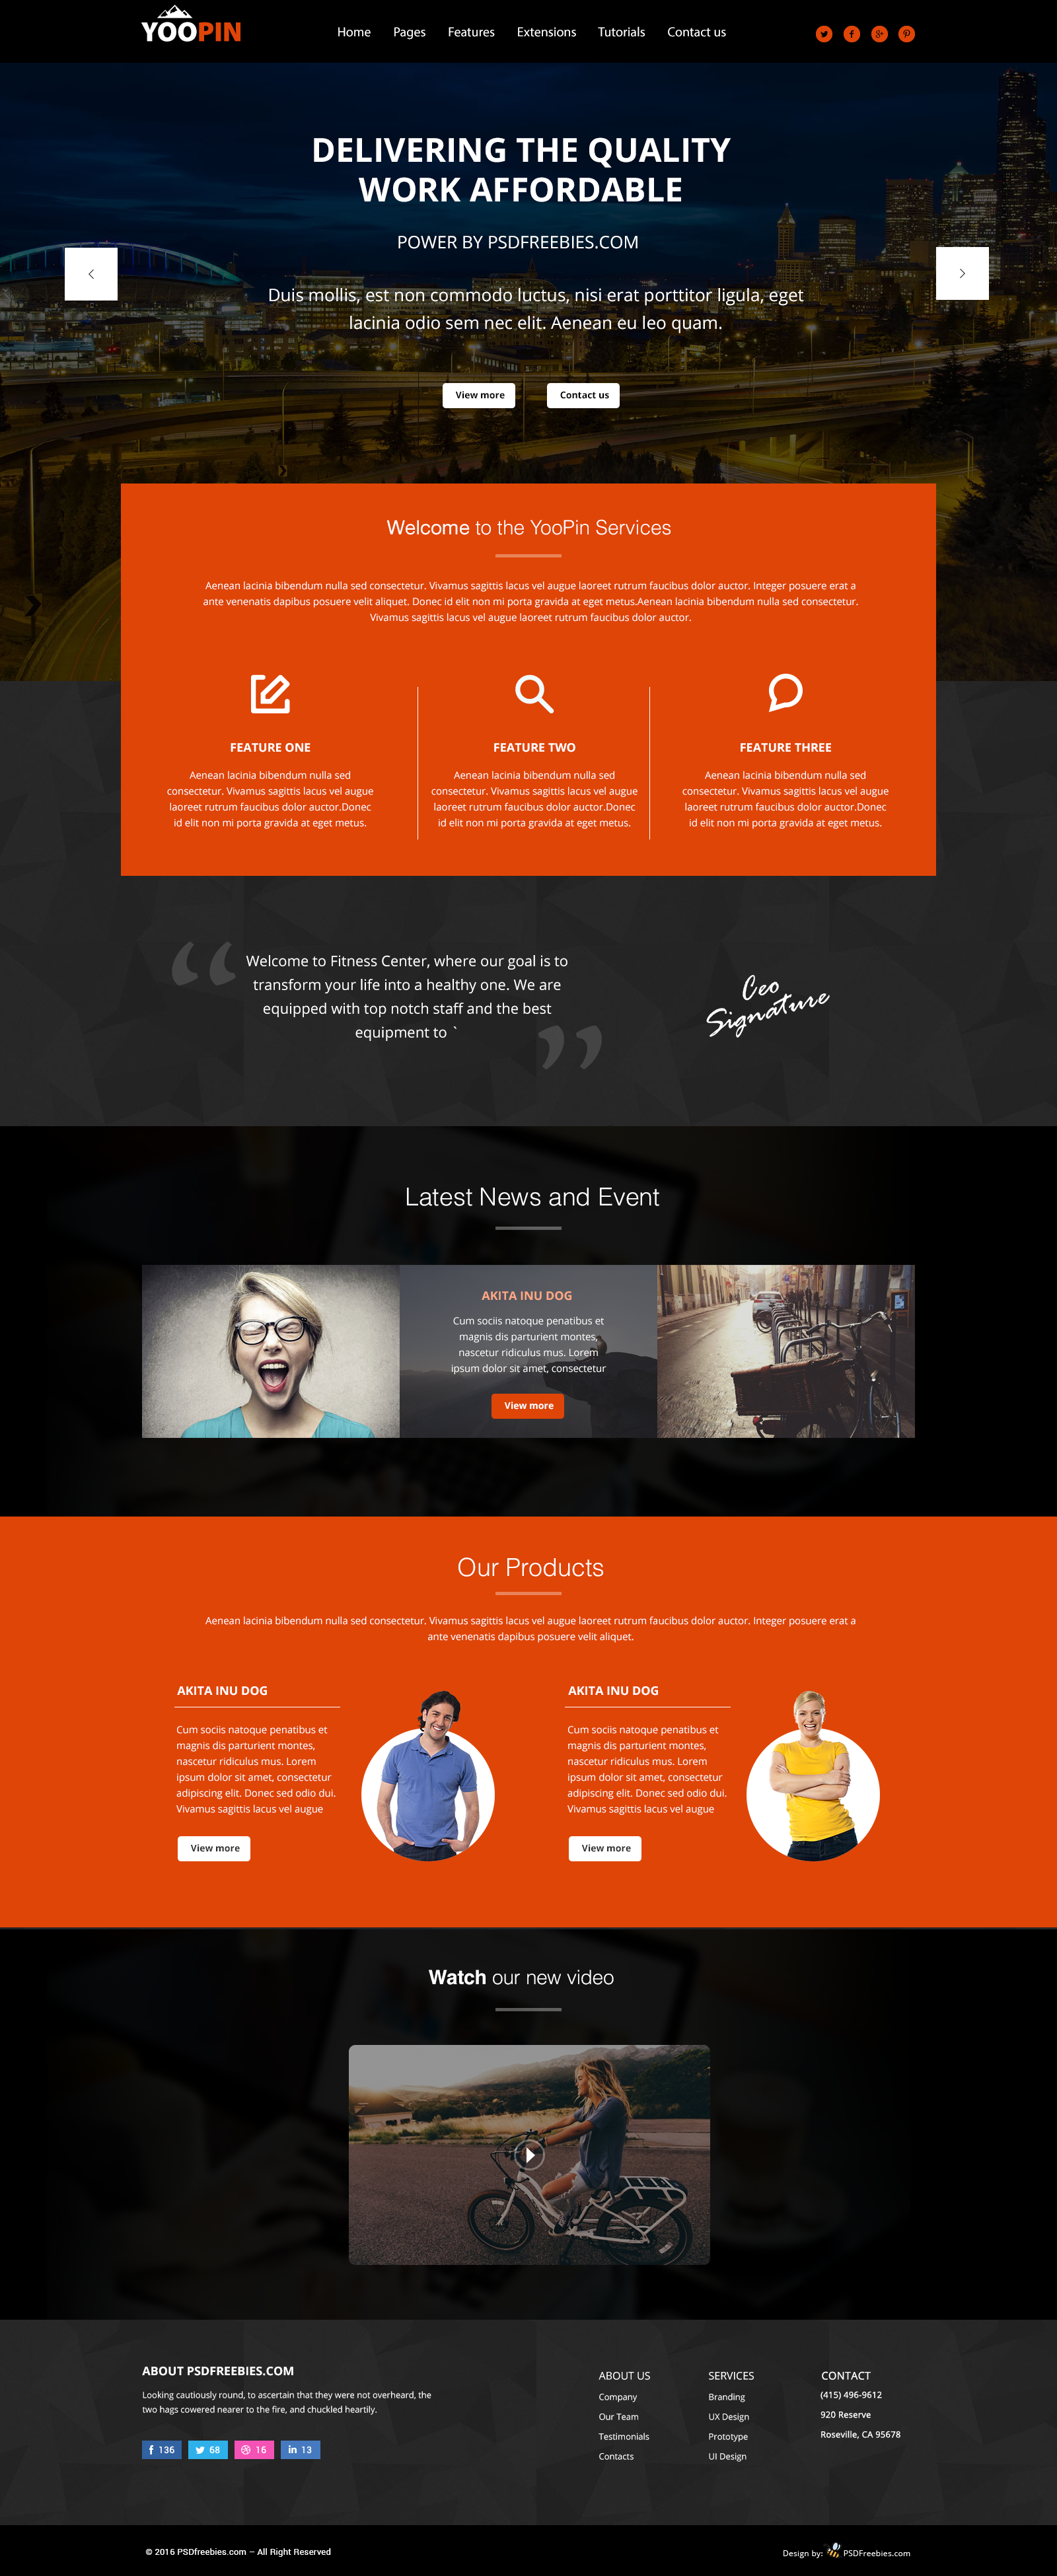 YOOPIN
Home Pages Features Extensions Tutorials Contact us
DELIVERING THE QUALITY
WORK AFFORDABLE
POWER BY PSDFREEBIES.COM
Duis mollis, est non commodo luctus, nisi erat porttitor ligula, eget
lacinia odio sem nec elit. Aenean eu leo quam.
View more Contact us
Welcome to the YooPin Services
Aenean lacinia bibendum nulla sed consectetur. Vivamus sagittis lacus vel augue laoreet rutrum faucibus dolor auctor. Integer posuere erat a
ante venenatis dapibus posuere velit aliquet. Donec id elit non mi porta gravida at eget metus.Aenean lacinia bibendum nulla sed consectetur.
Vivamus sagittis lacus vel augue laoreet rutrum faucibus dolor auctor.
FEATURE ONE
Aenean lacinia bibendum nulla sed
consectetur. Vivamus sagittis lacus vel augue
laoreet rutrum faucibus dolor auctor.Donec
id elit non mi porta gravida at eget metus.
FEATURE TWO
Aenean lacinia bibendum nulla sed
consectetur. Vivamus sagittis lacus vel augue
laoreet rutrum faucibus dolor auctor.Donec
id elit non mi porta gravida at eget metus.
FEATURE THREE
Aenean lacinia bibendum nulla sed
consectetur. Vivamus sagittis lacus vel augue
laoreet rutrum faucibus dolor auctor.Donec
id elit non mi porta gravida at eget metus.
“
Welcome to Fitness Center, where our goal is to
transform your life into a healthy one. We are
equipped with top notch staff and the best
equipment to `
”
Ceo
Signature
Latest News and Event
AKITA INU DOG
Cum sociis natoque penatibus et
magnis dis parturient montes,
nascetur ridiculus mus. Lorem
ipsum dolor sit amet, consectetur
View more
Our Products
Aenean lacinia bibendum nulla sed consectetur. Vivamus sagittis lacus vel augue laoreet rutrum faucibus dolor auctor. Integer posuere erat a
ante venenatis dapibus posuere velit aliquet.
AKITA INU DOG
Cum sociis natoque penatibus et
magnis dis parturient montes,
nascetur ridiculus mus. Lorem
ipsum dolor sit amet, consectetur
adipiscing elit. Donec sed odio dui.
Vivamus sagittis lacus vel augue
View more
AKITA INU DOG
Cum sociis natoque penatibus et
magnis dis parturient montes,
nascetur ridiculus mus. Lorem
ipsum dolor sit amet, consectetur
adipiscing elit. Donec sed odio dui.
Vivamus sagittis lacus vel augue
View more
Watch our new video
ABOUT PSDFREEBIES.COM
Looking cautiously round, to ascertain that they were not overheard, the
two hags cowered nearer to the fire, and chuckled heartily.
136 68 16 13
ABOUT US
Company
Our Team
Testimonials
Contacts
SERVICES
Branding
UX Design
Prototype
UI Design
CONTACT
(415) 496-9612
920 Reserve
Roseville, CA 95678
© 2016 PSDfreebies.com – All Right Reserved
Design by: PSDFreebies.com